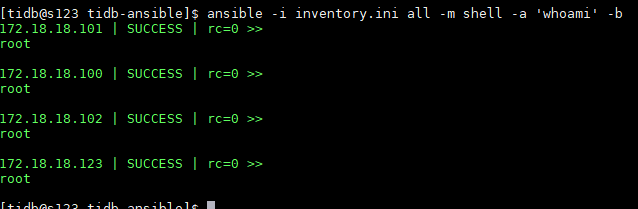 [tidb@s123 tidb-ansible]$ ansible -i inventory.ini all -m shell -a 'whoami' -b
172.18.18.101 | SUCCESS | rc=0 >>
root
172.18.18.100 | SUCCESS | rc=0 >>
root
172.18.18.102 | SUCCESS | rc=0 >>
root
172.18.18.123 | SUCCESS | rc=0 >>
root
[tidb@s123 tidb-ansible]$